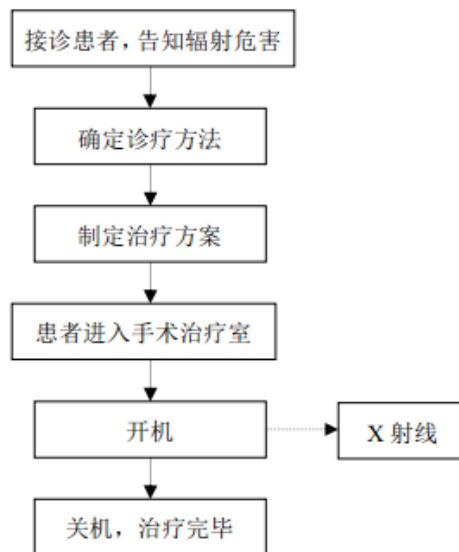 接诊患者，告知辐射危害
确定诊疗方法
制定治疗方案
患者进入手术治疗室
开机
X 射线
关机，治疗完毕